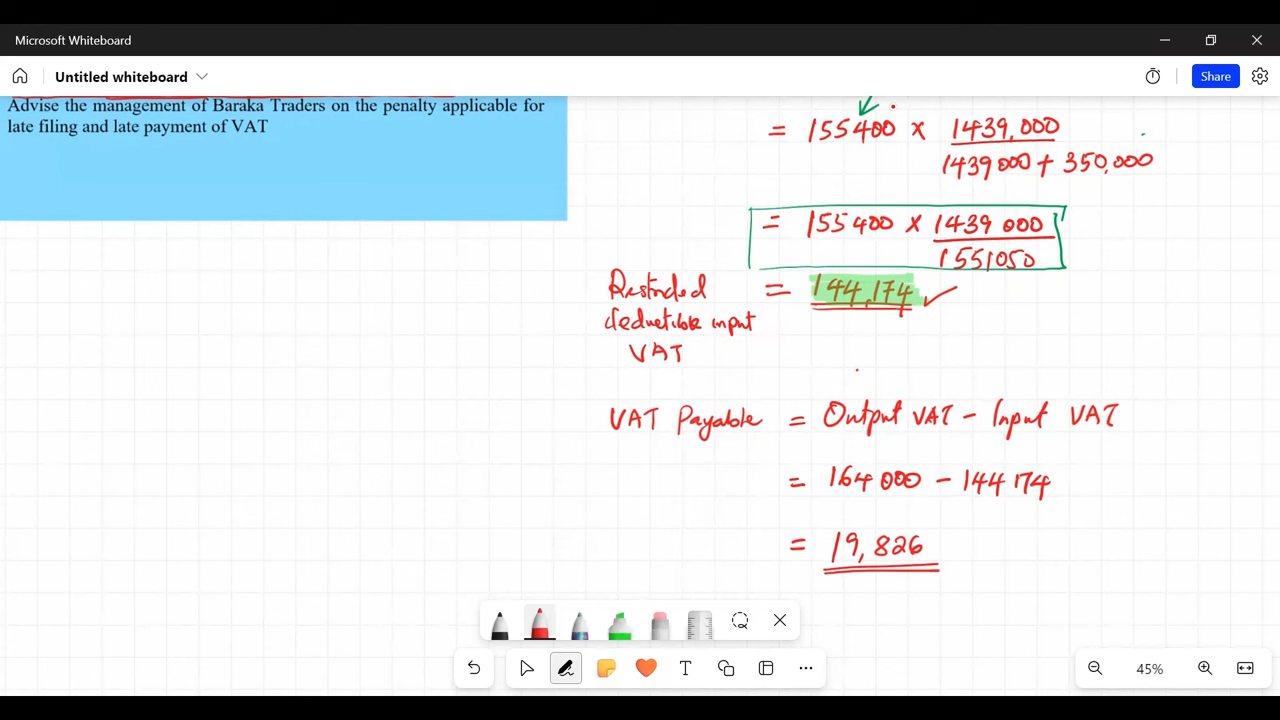 Microsoft Whiteboard
Untitled whiteboard
Share
Advise the management of Baraka Traders on the penalty applicable for
late filing and late payment of VAT
= 155400 x 1439,000
1439000 + 350,000
= 155400 x 1439 000
1551050
Restricted = 144,174 ✓
deductible input
VAT
VAT Payable = Output VAT - Input VAT
= 164 000 - 144 174
= 19,826
45%